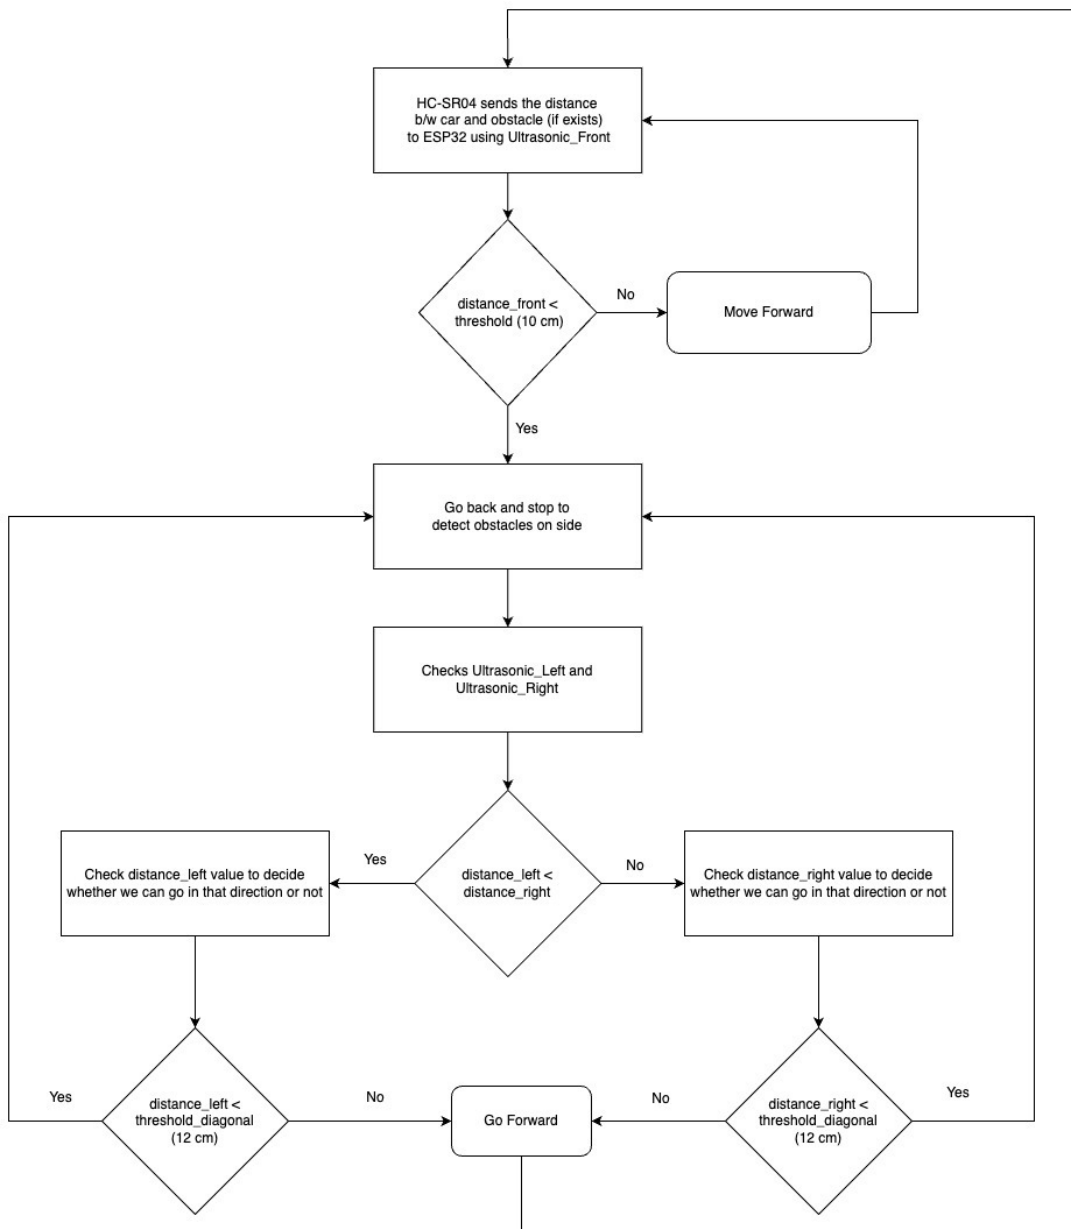 HC-SR04 sends the distance
b/w car and obstacle (if exists)
to ESP32 using Ultrasonic_Front
distance_front <
threshold (10 cm)
No
Move Forward
Yes
Go back and stop to
detect obstacles on side
Checks Ultrasonic_Left and
Ultrasonic_Right
distance_left <
distance_right
Yes
No
Check distance_left value to decide
whether we can go in that direction or not
Check distance_right value to decide
whether we can go in that direction or not
Yes
distance_left <
threshold_diagonal
(12 cm)
No
Go Forward
No
distance_right <
threshold_diagonal
(12 cm)
Yes